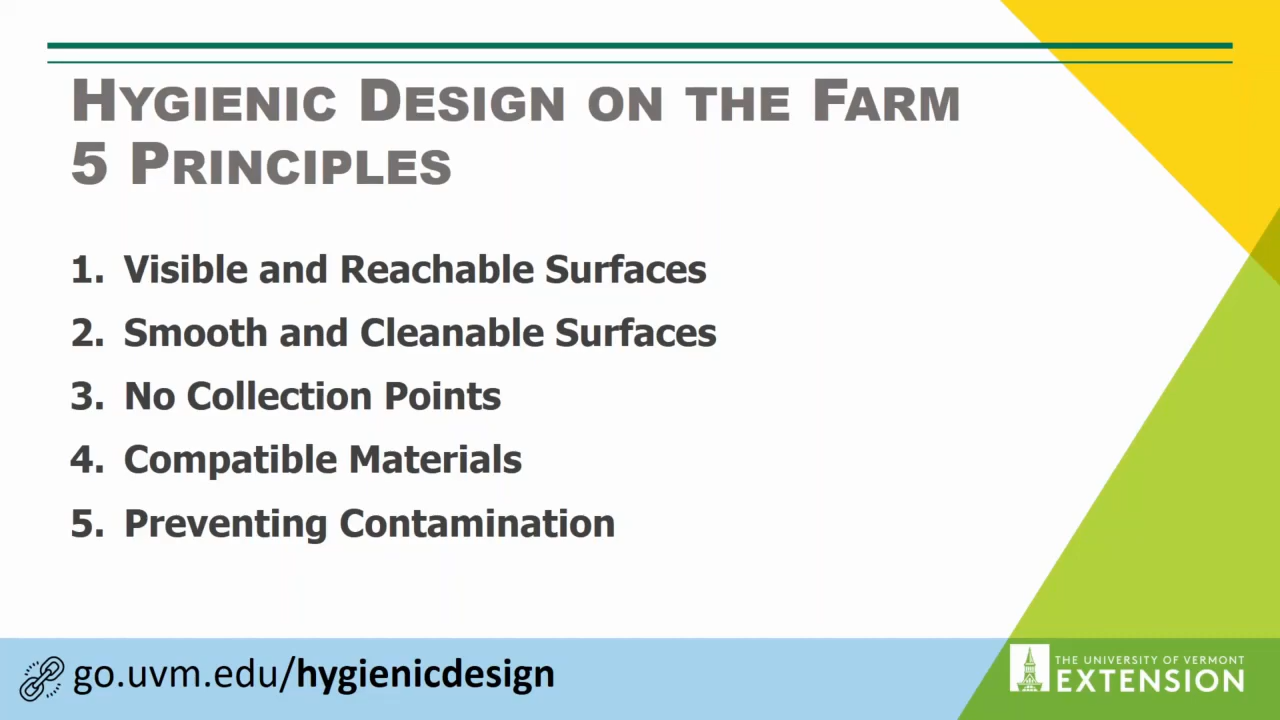 Hygienic Design on the Farm
5 Principles
1. Visible and Reachable Surfaces
2. Smooth and Cleanable Surfaces
3. No Collection Points
4. Compatible Materials
5. Preventing Contamination
go.uvm.edu/hygienicdesign
THE UNIVERSITY OF VERMONT
EXTENSION